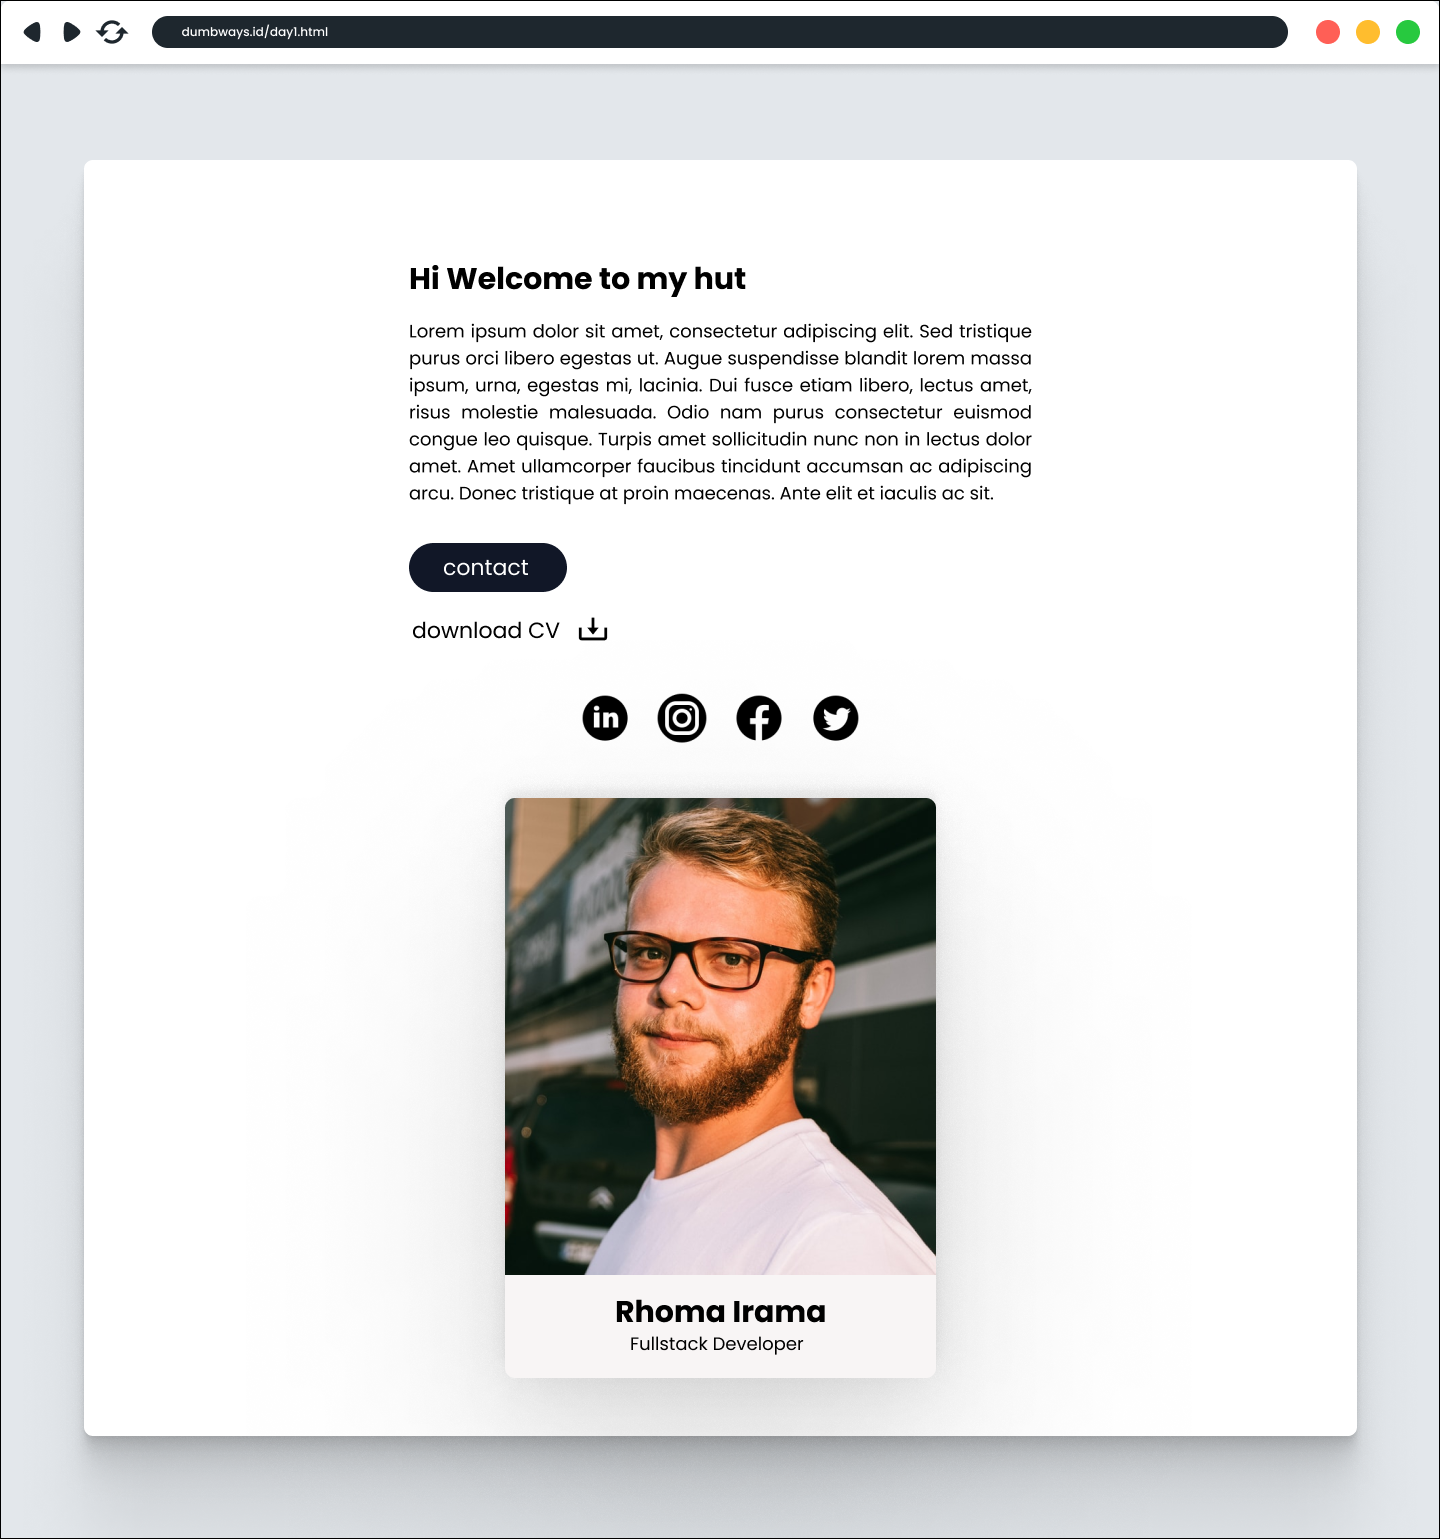 dumbways.id/day1.html
Hi Welcome to my hut
Lorem ipsum dolor sit amet, consectetur adipiscing elit. Sed tristique
purus orci libero egestas ut. Augue suspendisse blandit lorem massa
ipsum, urna, egestas mi, lacinia. Dui fusce etiam libero, lectus amet,
risus molestie malesuada. Odio nam purus consectetur euismod
congue leo quisque. Turpis amet sollicitudin nunc non in lectus dolor
amet. Amet ullamcorper faucibus tincidunt accumsan ac adipiscing
arcu. Donec tristique at proin maecenas. Ante elit et iaculis ac sit.
contact
download CV
in
Rhoma Irama
Fullstack Developer